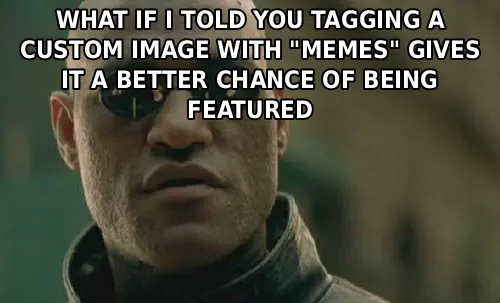 WHAT IF I TOLD YOU TAGGING A
CUSTOM IMAGE WITH "MEMES" GIVES
IT A BETTER CHANCE OF BEING
FEATURED